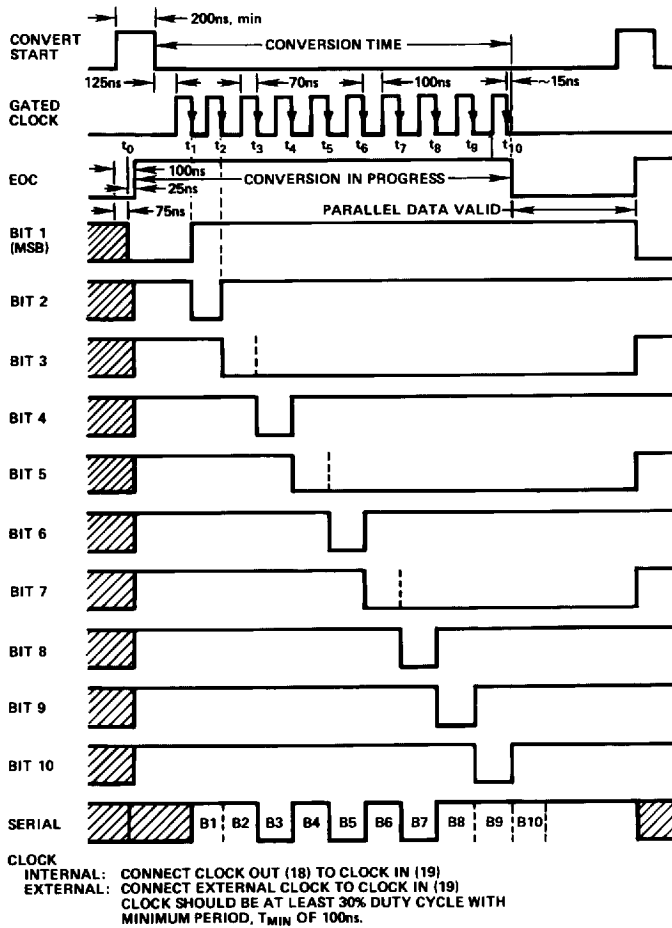 200ns, min
CONVERT START
CONVERSION TIME
125ns
70ns
100ns
~15ns
GATED CLOCK
t0 t1 t2 t3 t4 t5 t6 t7 t8 t9 t10
EOC
100ns
CONVERSION IN PROGRESS
25ns
75ns
PARALLEL DATA VALID
BIT 1
(MSB)
BIT 2
BIT 3
BIT 4
BIT 5
BIT 6
BIT 7
BIT 8
BIT 9
BIT 10
SERIAL
B1 B2 B3 B4 B5 B6 B7 B8 B9 B10
CLOCK
INTERNAL: CONNECT CLOCK OUT (18) TO CLOCK IN (19)
EXTERNAL: CONNECT EXTERNAL CLOCK TO CLOCK IN (19)
CLOCK SHOULD BE AT LEAST 30% DUTY CYCLE WITH
MINIMUM PERIOD, TMIN OF 100ns.